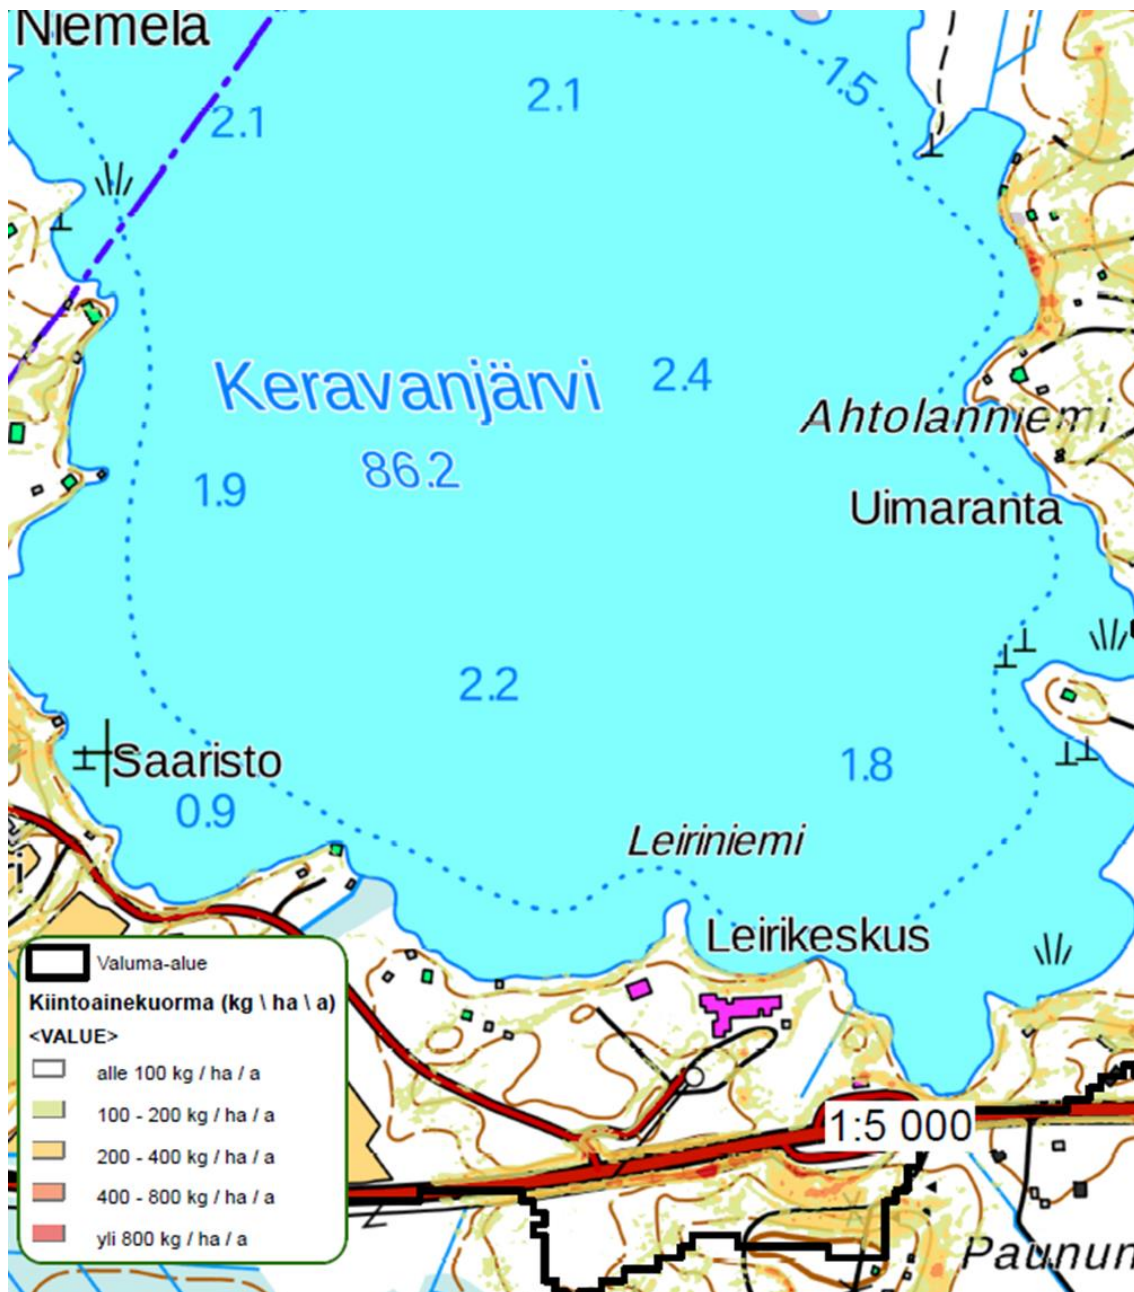 Niemelä
2.1
2.1
1.5
Keravanjärvi
2.4
86.2
Ahtolanniemi
1.9
Uimaranta
2.2
Saaristo
1.8
0.9
Leiriniemi
Leirikeskus
Valuma-alue
Kiintoainekuorma (kg \ ha \ a)
<VALUE>
alle 100 kg / ha / a
100 - 200 kg / ha / a
200 - 400 kg / ha / a
400 - 800 kg / ha / a
yli 800 kg / ha / a
1:5 000
Paunun